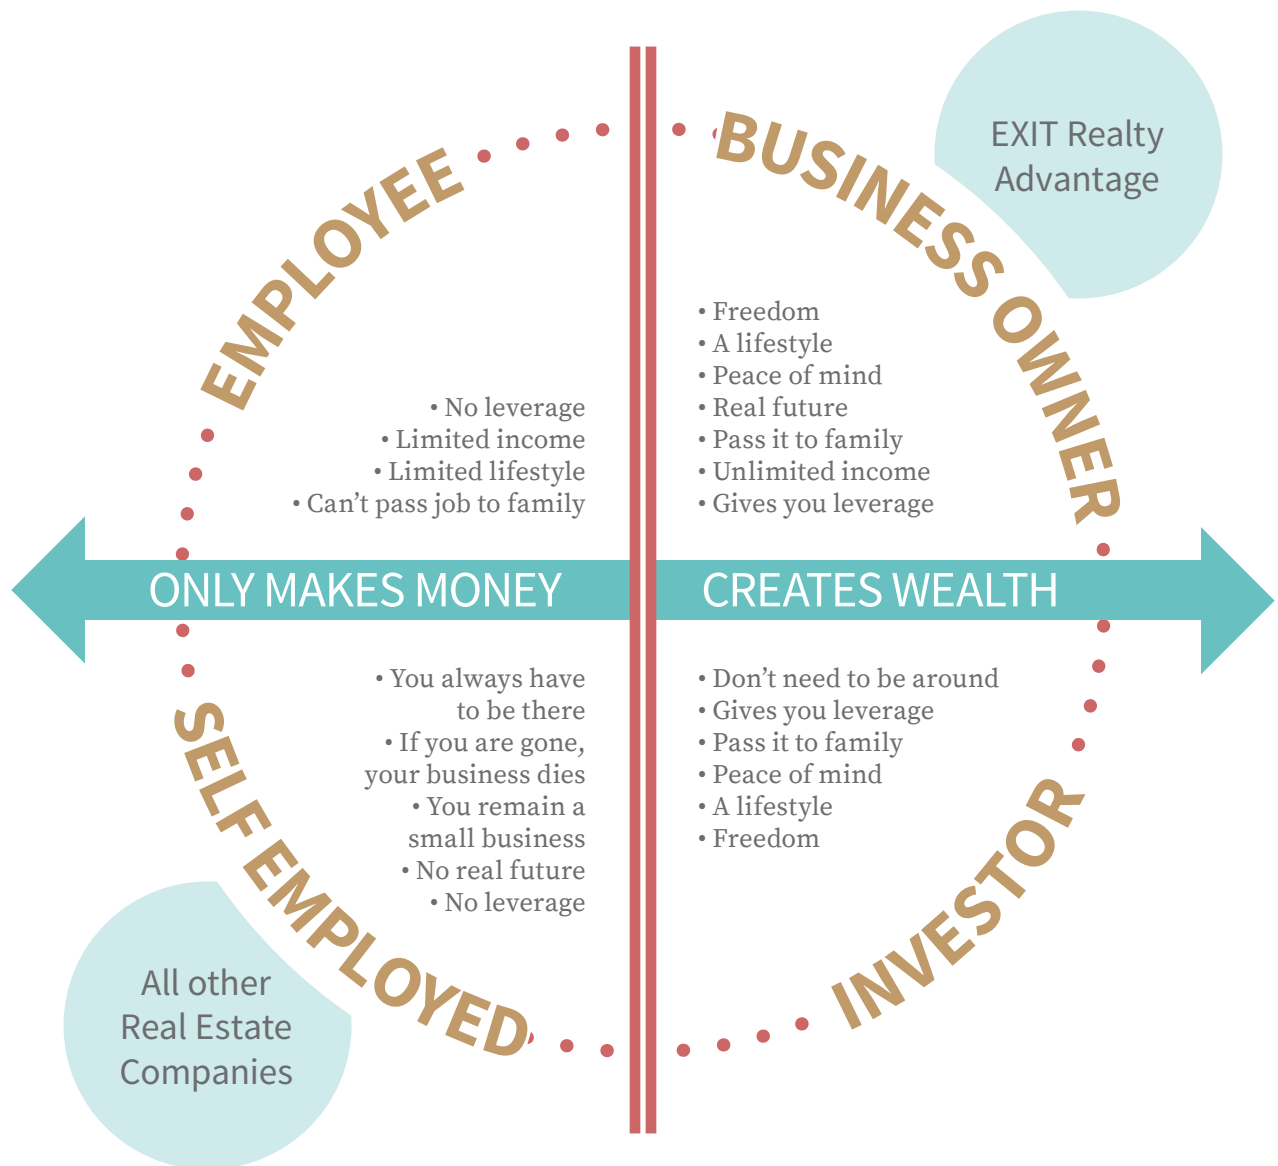 EXIT Realty
Advantage
EMPLOYEE
BUSINESS OWNER
• No leverage
• Limited income
• Limited lifestyle
• Can’t pass job to family
• Freedom
• A lifestyle
• Peace of mind
• Real future
• Pass it to family
• Unlimited income
• Gives you leverage
ONLY MAKES MONEY
CREATES WEALTH
• You always have
to be there
• If you are gone,
your business dies
• You remain a
small business
• No real future
• No leverage
• Don’t need to be around
• Gives you leverage
• Pass it to family
• Peace of mind
• A lifestyle
• Freedom
SELF EMPLOYED
INVESTOR
All other
Real Estate
Companies